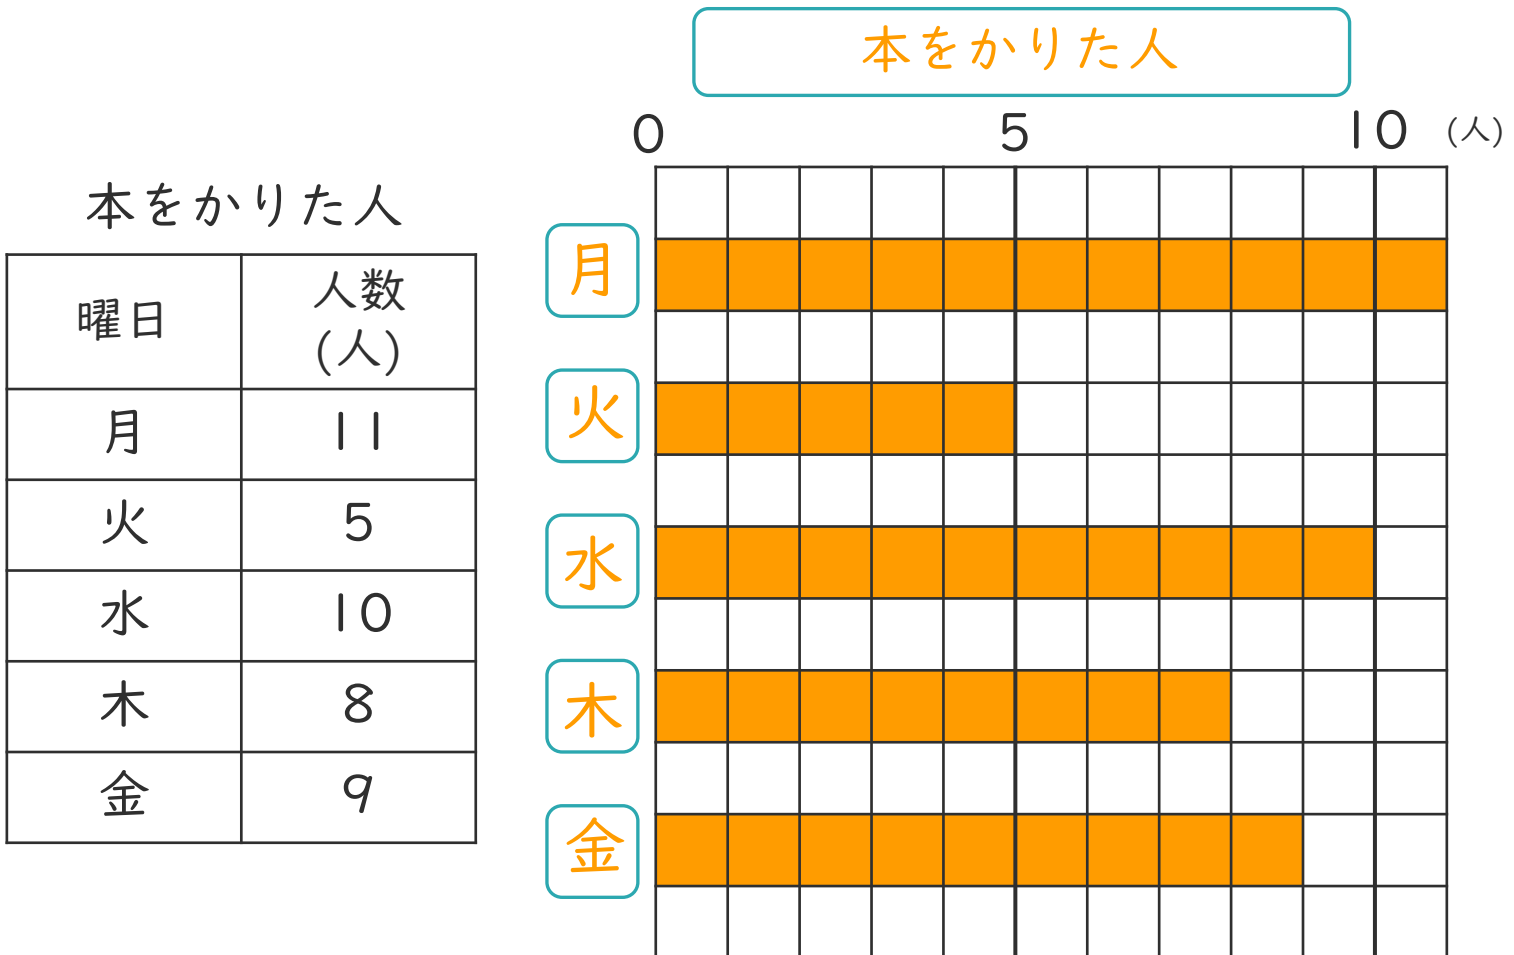 本をかりた人
曜日 人数(人)
月 11
火 5
水 10
木 8
金 9
本をかりた人
0 5 10 (人)
月
火
水
木
金